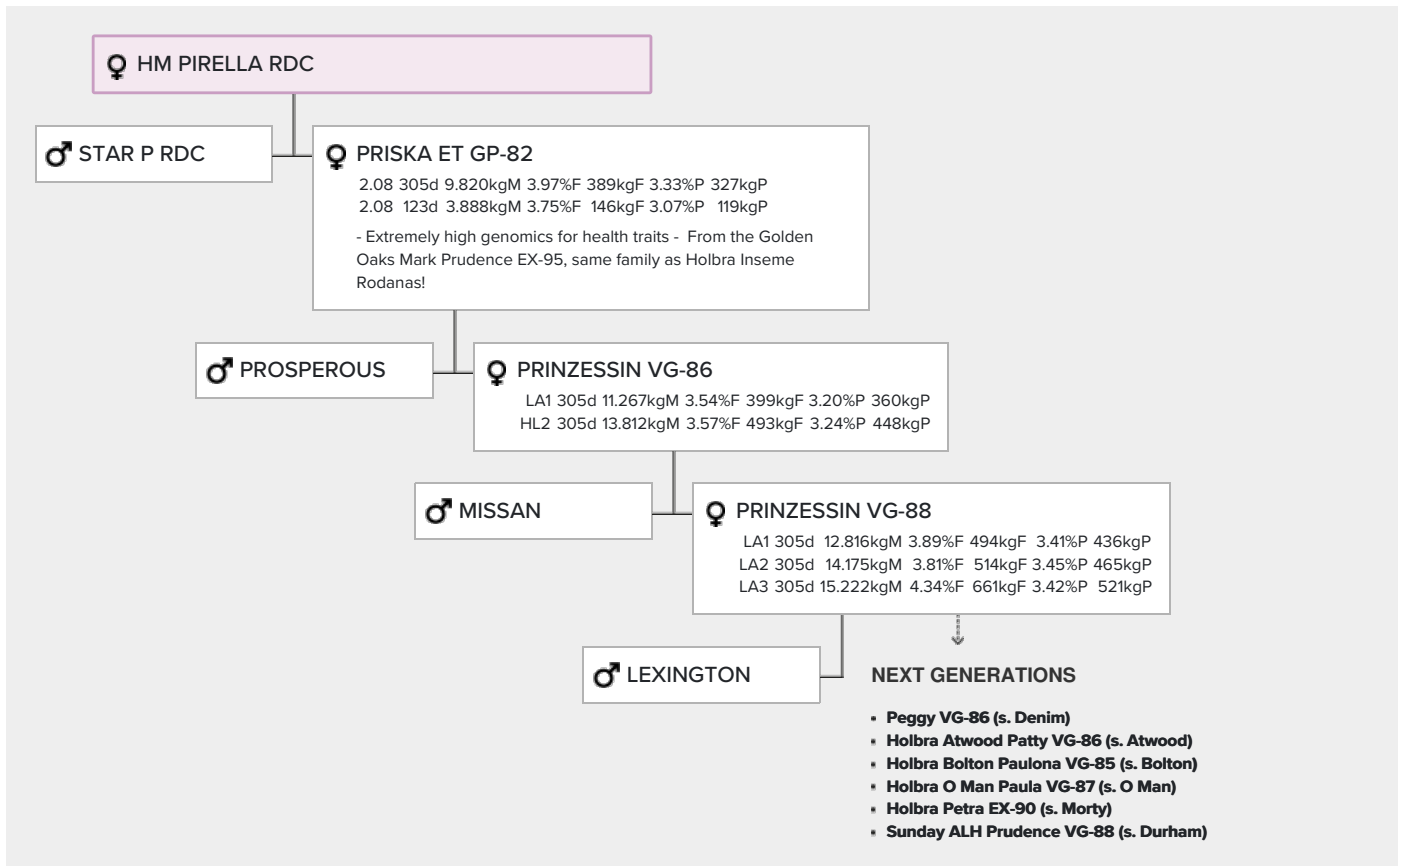 HM PIRELLA RDC
STAR P RDC
PRISKA ET GP-82
2.08 305d 9.820kgM 3.97%F 389kgF 3.33%P 327kgP
2.08 123d 3.888kgM 3.75%F 146kgF 3.07%P 119kgP
- Extremely high genomics for health traits - From the Golden
Oaks Mark Prudence EX-95, same family as Holbra Inseme
Rodanas!
PROSPEROUS
PRINZESSIN VG-86
LA1 305d 11.267kgM 3.54%F 399kgF 3.20%P 360kgP
HL2 305d 13.812kgM 3.57%F 493kgF 3.24%P 448kgP
MISSAN
PRINZESSIN VG-88
LA1 305d 12.816kgM 3.89%F 494kgF 3.41%P 436kgP
LA2 305d 14.175kgM 3.81%F 514kgF 3.45%P 465kgP
LA3 305d 15.222kgM 4.34%F 661kgF 3.42%P 521kgP
LEXINGTON
NEXT GENERATIONS
• Peggy VG-86 (s. Denim)
• Holbra Atwood Patty VG-86 (s. Atwood)
• Holbra Bolton Paulona VG-85 (s. Bolton)
• Holbra O Man Paula VG-87 (s. O Man)
• Holbra Petra EX-90 (s. Morty)
• Sunday ALH Prudence VG-88 (s. Durham)